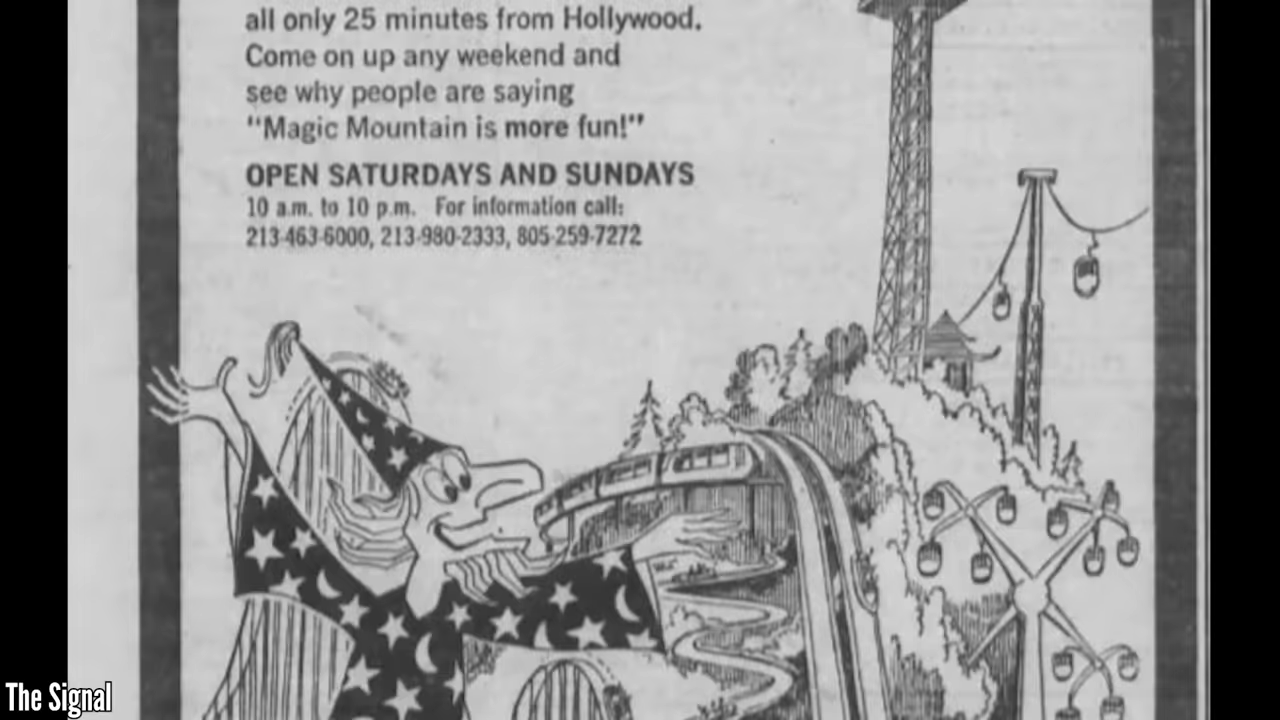 all only 25 minutes from Hollywood.
Come on up any weekend and
see why people are saying
"Magic Mountain is more fun!"
OPEN SATURDAYS AND SUNDAYS
10 a.m. to 10 p.m. For information call:
213-463-6000, 213-980-2333, 805-259-7272
The Signal